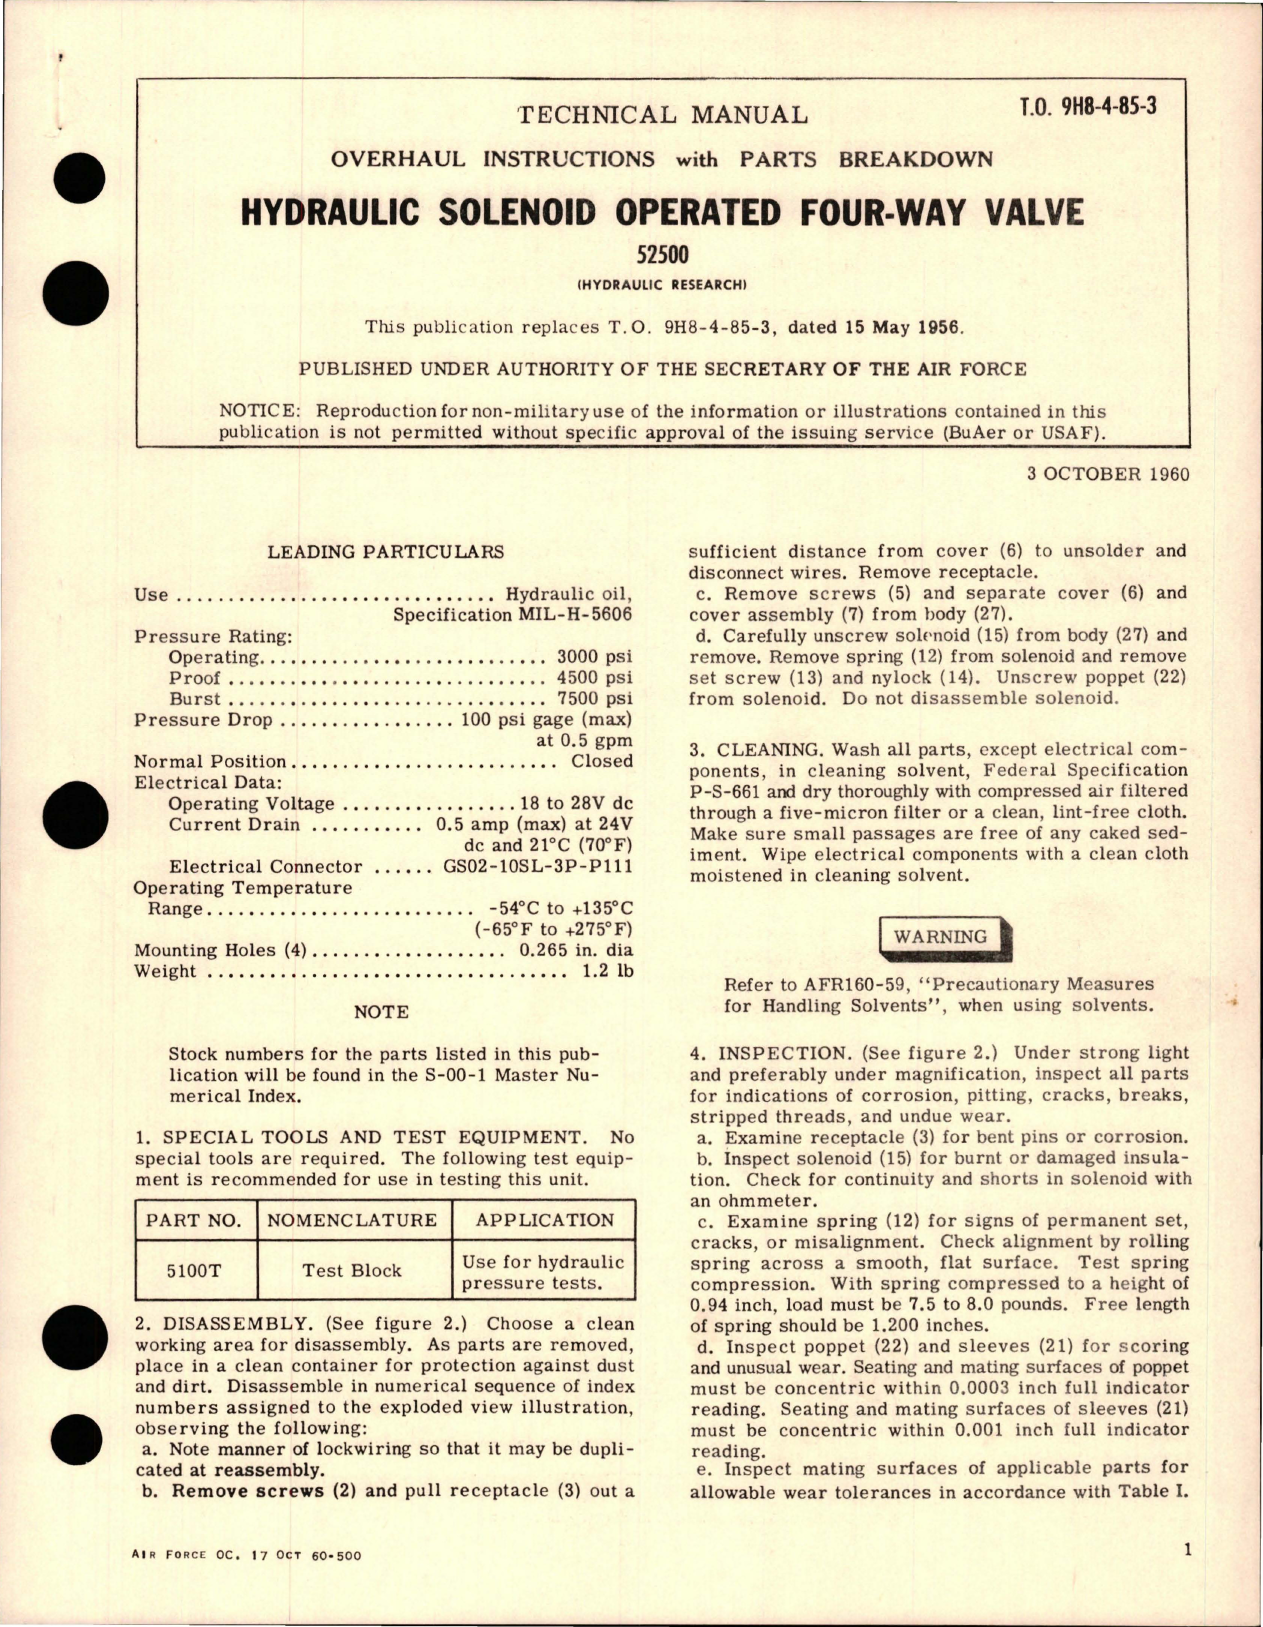 TECHNICAL MANUAL
T.O. 9H8-4-85-3
OVERHAUL INSTRUCTIONS with PARTS BREAKDOWN
HYDRAULIC SOLENOID OPERATED FOUR-WAY VALVE
52500
(HYDRAULIC RESEARCH)
This publication replaces T.O. 9H8-4-85-3, dated 15 May 1956.
PUBLISHED UNDER AUTHORITY OF THE SECRETARY OF THE AIR FORCE
NOTICE: Reproduction for non-military use of the information or illustrations contained in this
publication is not permitted without specific approval of the issuing service (BuAer or USAF).
3 OCTOBER 1960
LEADING PARTICULARS
Use .............................. Hydraulic oil,
Specification MIL-H-5606
Pressure Rating:
Operating........................... 3000 psi
Proof .............................. 4500 psi
Burst .............................. 7500 psi
Pressure Drop ................. 100 psi gage (max)
at 0.5 gpm
Normal Position......................... Closed
Electrical Data:
Operating Voltage .................18 to 28V dc
Current Drain ........... 0.5 amp (max) at 24V
dc and 21°C (70°F)
Electrical Connector ...... GS02-10SL-3P-P111
Operating Temperature
Range.......................... -54°C to +135°C
(-65°F to +275°F)
Mounting Holes (4)................... 0.265 in. dia
Weight ................................... 1.2 lb
NOTE
Stock numbers for the parts listed in this pub-
lication will be found in the S-00-1 Master Nu-
merical Index.
1. SPECIAL TOOLS AND TEST EQUIPMENT. No
special tools are required. The following test equip-
ment is recommended for use in testing this unit.
PART NO. NOMENCLATURE APPLICATION
5100T Test Block Use for hydraulic
pressure tests.
2. DISASSEMBLY. (See figure 2.) Choose a clean
working area for disassembly. As parts are removed,
place in a clean container for protection against dust
and dirt. Disassemble in numerical sequence of index
numbers assigned to the exploded view illustration,
observing the following:
a. Note manner of lockwiring so that it may be dupli-
cated at reassembly.
b. Remove screws (2) and pull receptacle (3) out a
sufficient distance from cover (6) to unsolder and
disconnect wires. Remove receptacle.
c. Remove screws (5) and separate cover (6) and
cover assembly (7) from body (27).
d. Carefully unscrew solenoid (15) from body (27) and
remove. Remove spring (12) from solenoid and remove
set screw (13) and nylock (14). Unscrew poppet (22)
from solenoid. Do not disassemble solenoid.
3. CLEANING. Wash all parts, except electrical com-
ponents, in cleaning solvent, Federal Specification
P-S-661 and dry thoroughly with compressed air filtered
through a five-micron filter or a clean, lint-free cloth.
Make sure small passages are free of any caked sed-
iment. Wipe electrical components with a clean cloth
moistened in cleaning solvent.
WARNING
Refer to AFR160-59, "Precautionary Measures
for Handling Solvents", when using solvents.
4. INSPECTION. (See figure 2.) Under strong light
and preferably under magnification, inspect all parts
for indications of corrosion, pitting, cracks, breaks,
stripped threads, and undue wear.
a. Examine receptacle (3) for bent pins or corrosion.
b. Inspect solenoid (15) for burnt or damaged insula-
tion. Check for continuity and shorts in solenoid with
an ohmmeter.
c. Examine spring (12) for signs of permanent set,
cracks, or misalignment. Check alignment by rolling
spring across a smooth, flat surface. Test spring
compression. With spring compressed to a height of
0.94 inch, load must be 7.5 to 8.0 pounds. Free length
of spring should be 1.200 inches.
d. Inspect poppet (22) and sleeves (21) for scoring
and unusual wear. Seating and mating surfaces of poppet
must be concentric within 0.0003 inch full indicator
reading. Seating and mating surfaces of sleeves (21)
must be concentric within 0.001 inch full indicator
reading.
e. Inspect mating surfaces of applicable parts for
allowable wear tolerances in accordance with Table I.
AIR FORCE OC. 17 OCT 60-500
1